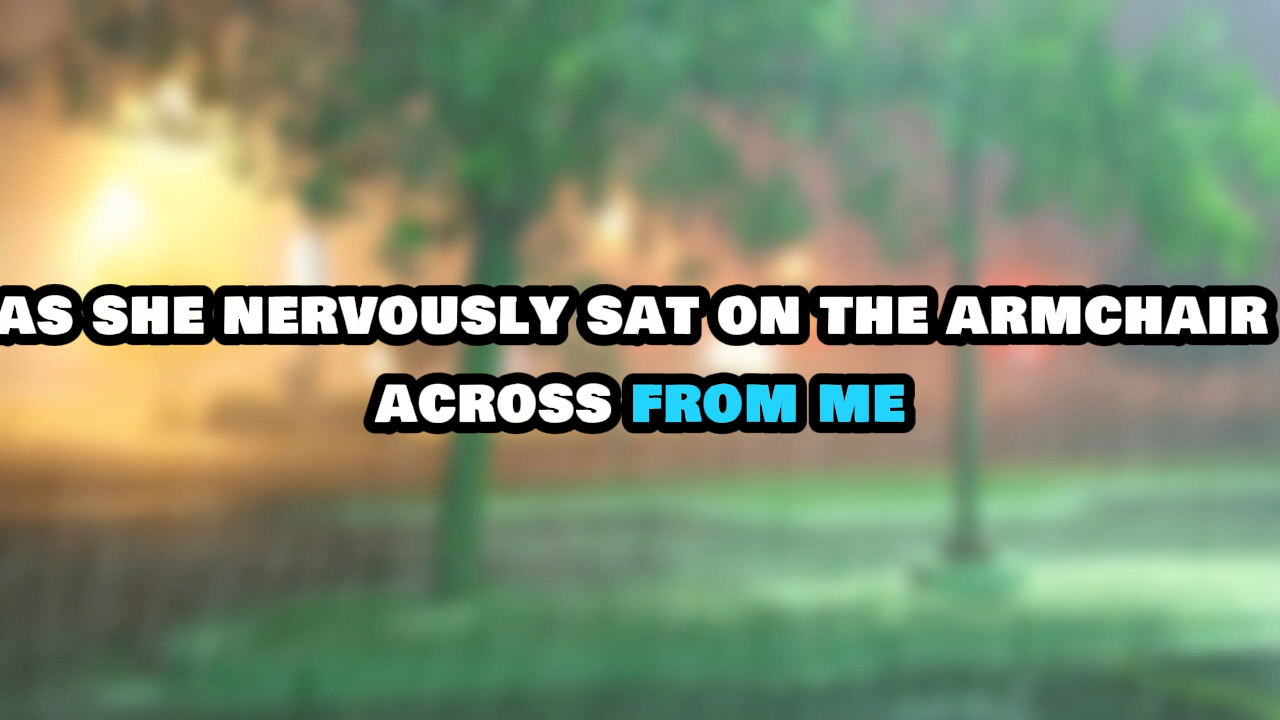 AS SHE NERVOUSLY SAT ON THE ARMCHAIR
ACROSS FROM ME